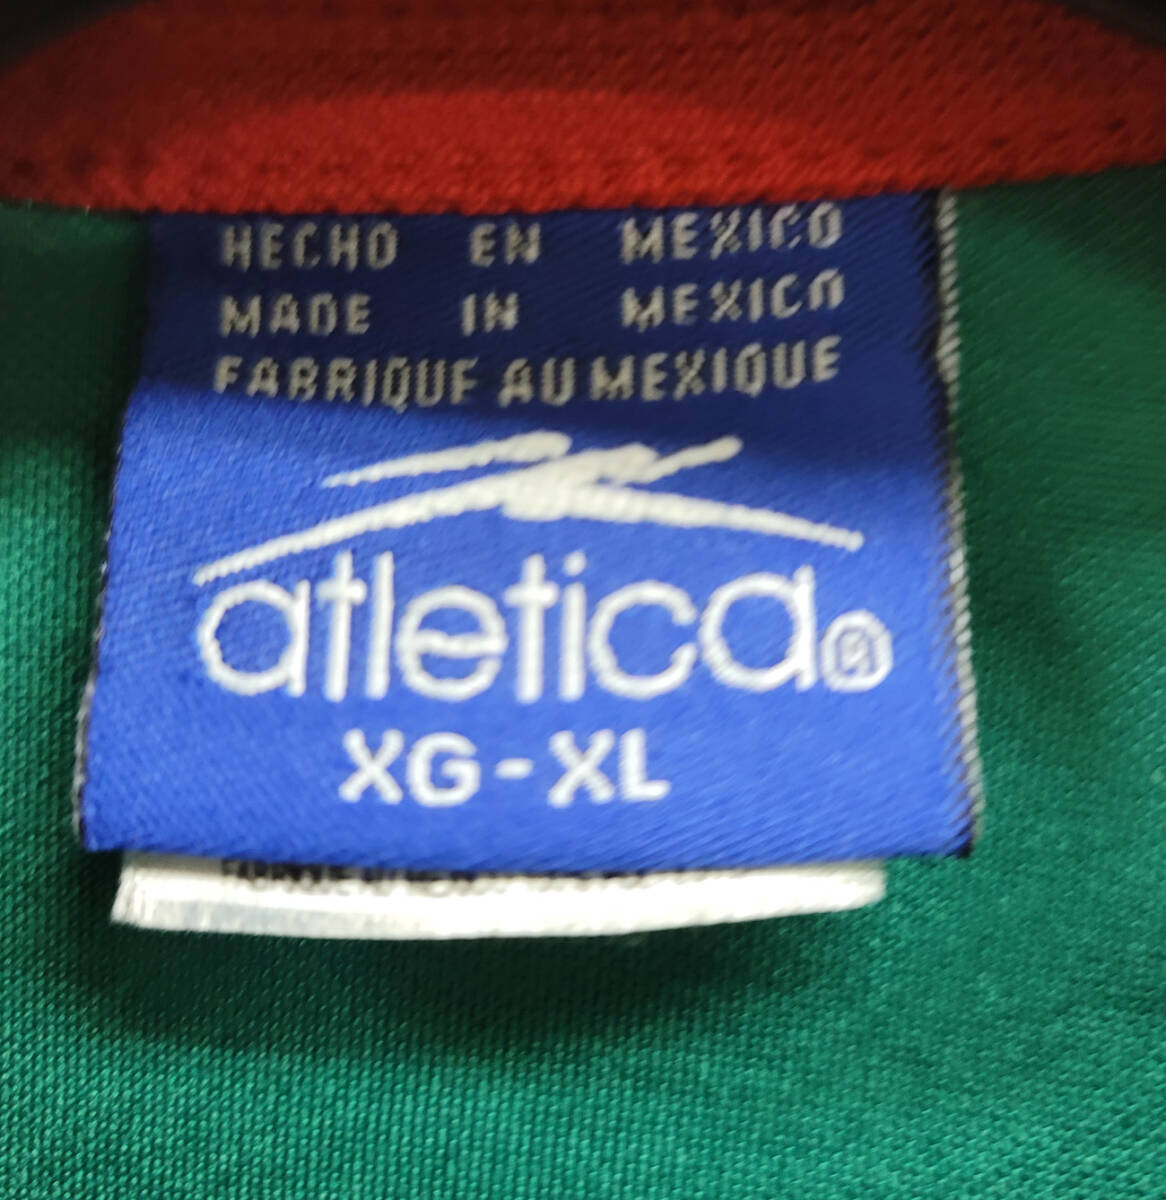 HECHO EN MEXICO
MADE IN MEXICO
FABRIQUE AU MEXIQUE
atletica®
XG-XL